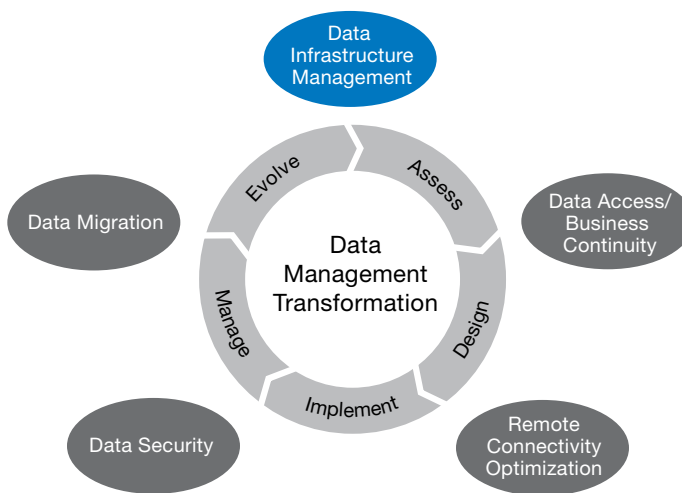 Data
Infrastructure
Management
Evolve
Assess
Data Migration
Data Access/
Business
Continuity
Data
Management
Transformation
Manage
Design
Implement
Data Security
Remote
Connectivity
Optimization